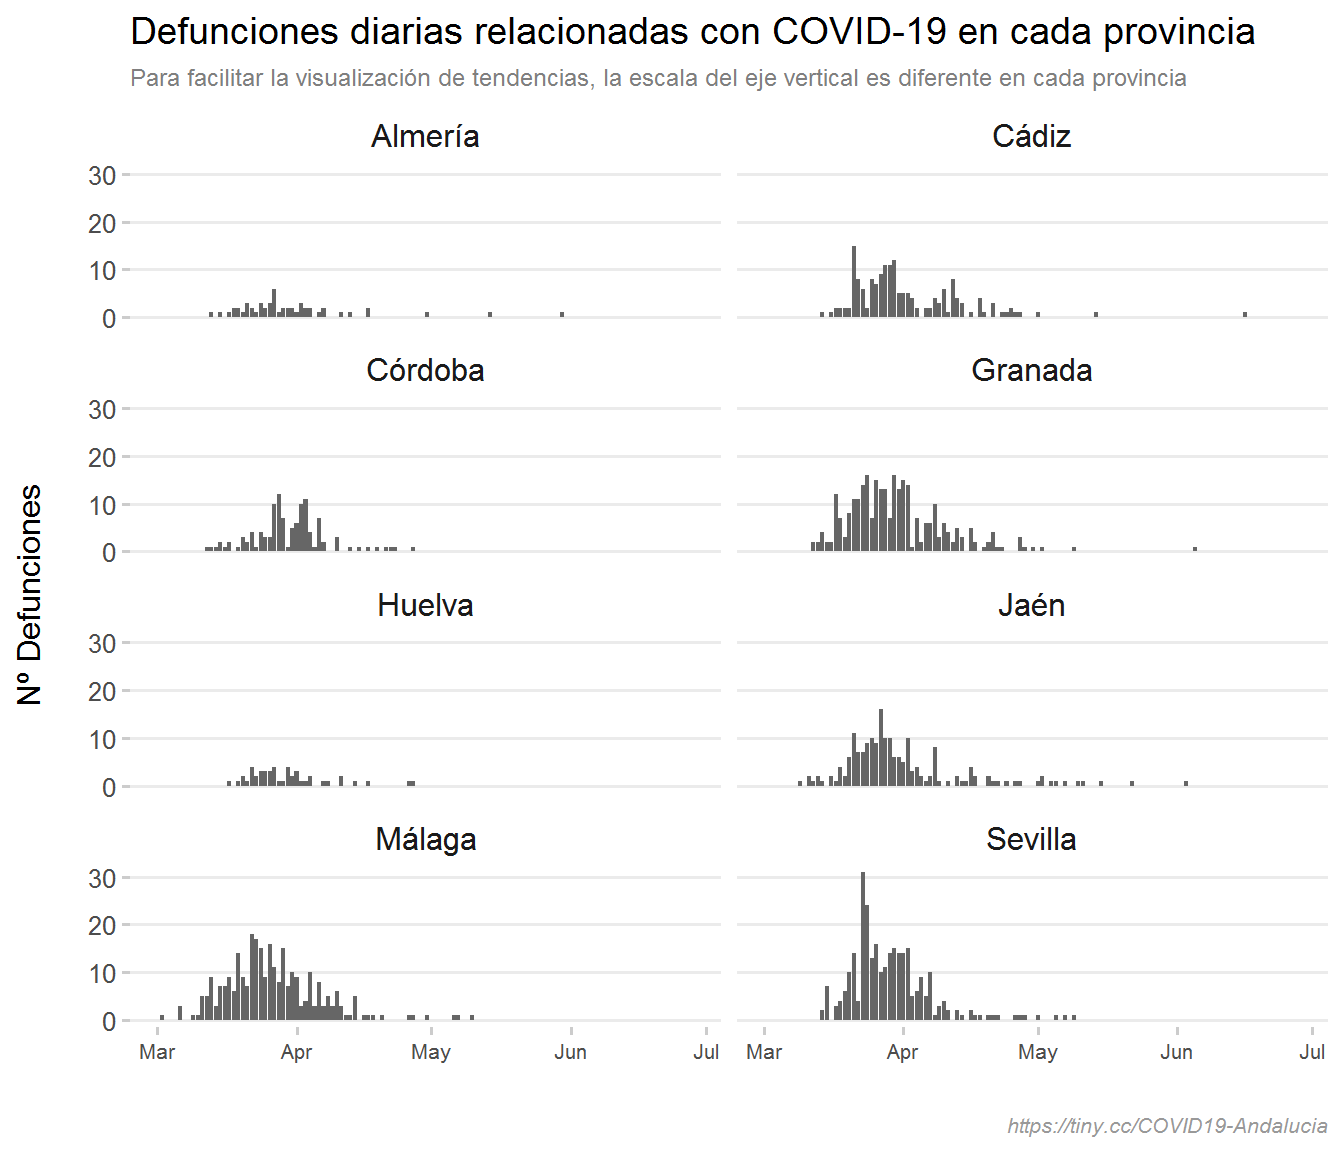 Defunciones diarias relacionadas con COVID-19 en cada provincia
Para facilitar la visualización de tendencias, la escala del eje vertical es diferente en cada provincia
Nº Defunciones
Almería
30
20
10
0
Cádiz
Córdoba
30
20
10
0
Granada
Huelva
30
20
10
0
Jaén
Málaga
30
20
10
0
Mar Apr May Jun Jul
Sevilla
Mar Apr May Jun Jul
https://tiny.cc/COVID19-Andalucia